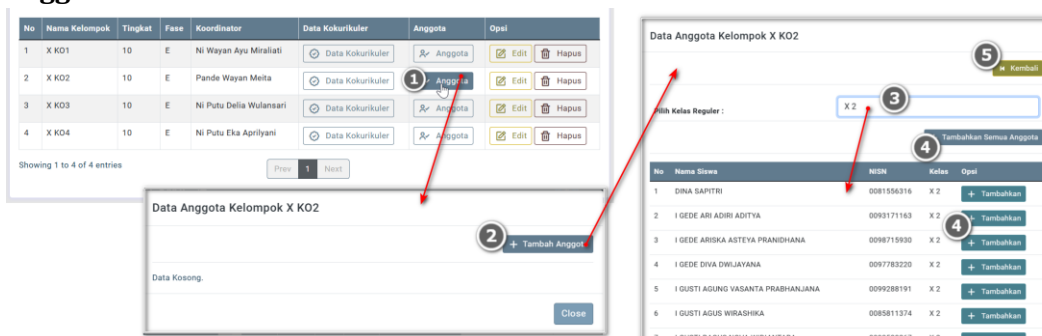 No Nama Kelompok Tingkat Fase Koordinator Data Kokurikuler Anggota Opsi
1 X KO1 10 E Ni Wayan Ayu Miraliati Data Kokurikuler Anggota Edit Hapus
2 X KO2 10 E Pande Wayan Meita Data Kokurikuler 1 Anggota Edit Hapus
3 X KO3 10 E Ni Putu Delia Wulansari Data Kokurikuler Anggota Edit Hapus
4 X KO4 10 E Ni Putu Eka Aprilyani Data Kokurikuler Anggota Edit Hapus
Showing 1 to 4 of 4 entries
Prev 1 Next
Data Anggota Kelompok X KO2
2 + Tambah Anggota
Data Kosong.
Close
Data Anggota Kelompok X KO2
5
Kembali
Pilih Kelas Reguler : X 2 3
4 Tambahkan Semua Anggota
No Nama Siswa NISN Kelas Opsi
1 DINA SAPITRI 0081556316 X 2 + Tambahkan
2 I GEDE ARI ADIRI ADITYA 0093171163 X 2 4 + Tambahkan
3 I GEDE ARISKA ASTEYA PRANIDHANA 0098715930 X 2 + Tambahkan
4 I GEDE DIVA DWIJAYANA 0097783220 X 2 + Tambahkan
5 I GUSTI AGUNG VASANTA PRABHANJANA 0099288191 X 2 + Tambahkan
6 I GUSTI AGUS WIRASHIKA 0085811374 X 2 + Tambahkan